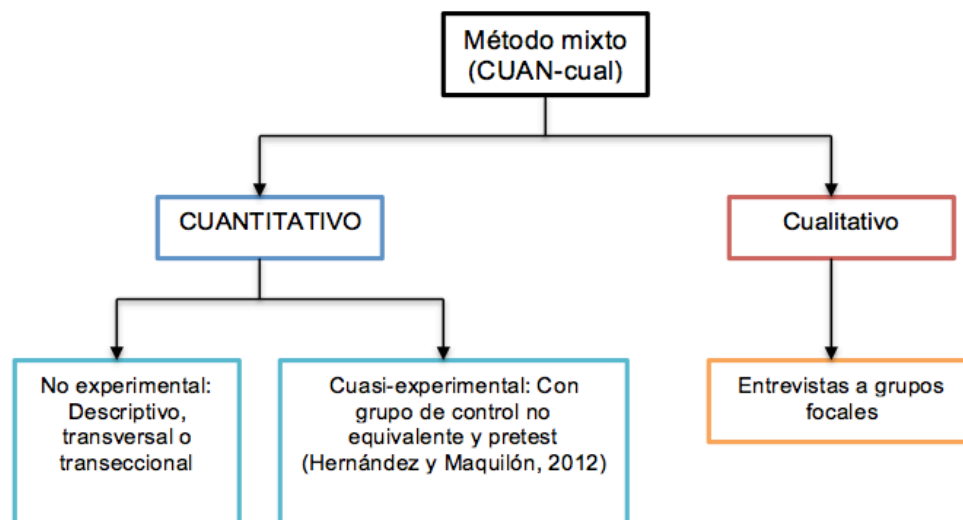 Método mixto
(CUAN-cual)
CUANTITATIVO
Cualitativo
No experimental:
Descriptivo,
transversal o
transeccional
Cuasi-experimental: Con
grupo de control no
equivalente y pretest
(Hernández y Maquilón, 2012)
Entrevistas a grupos
focales